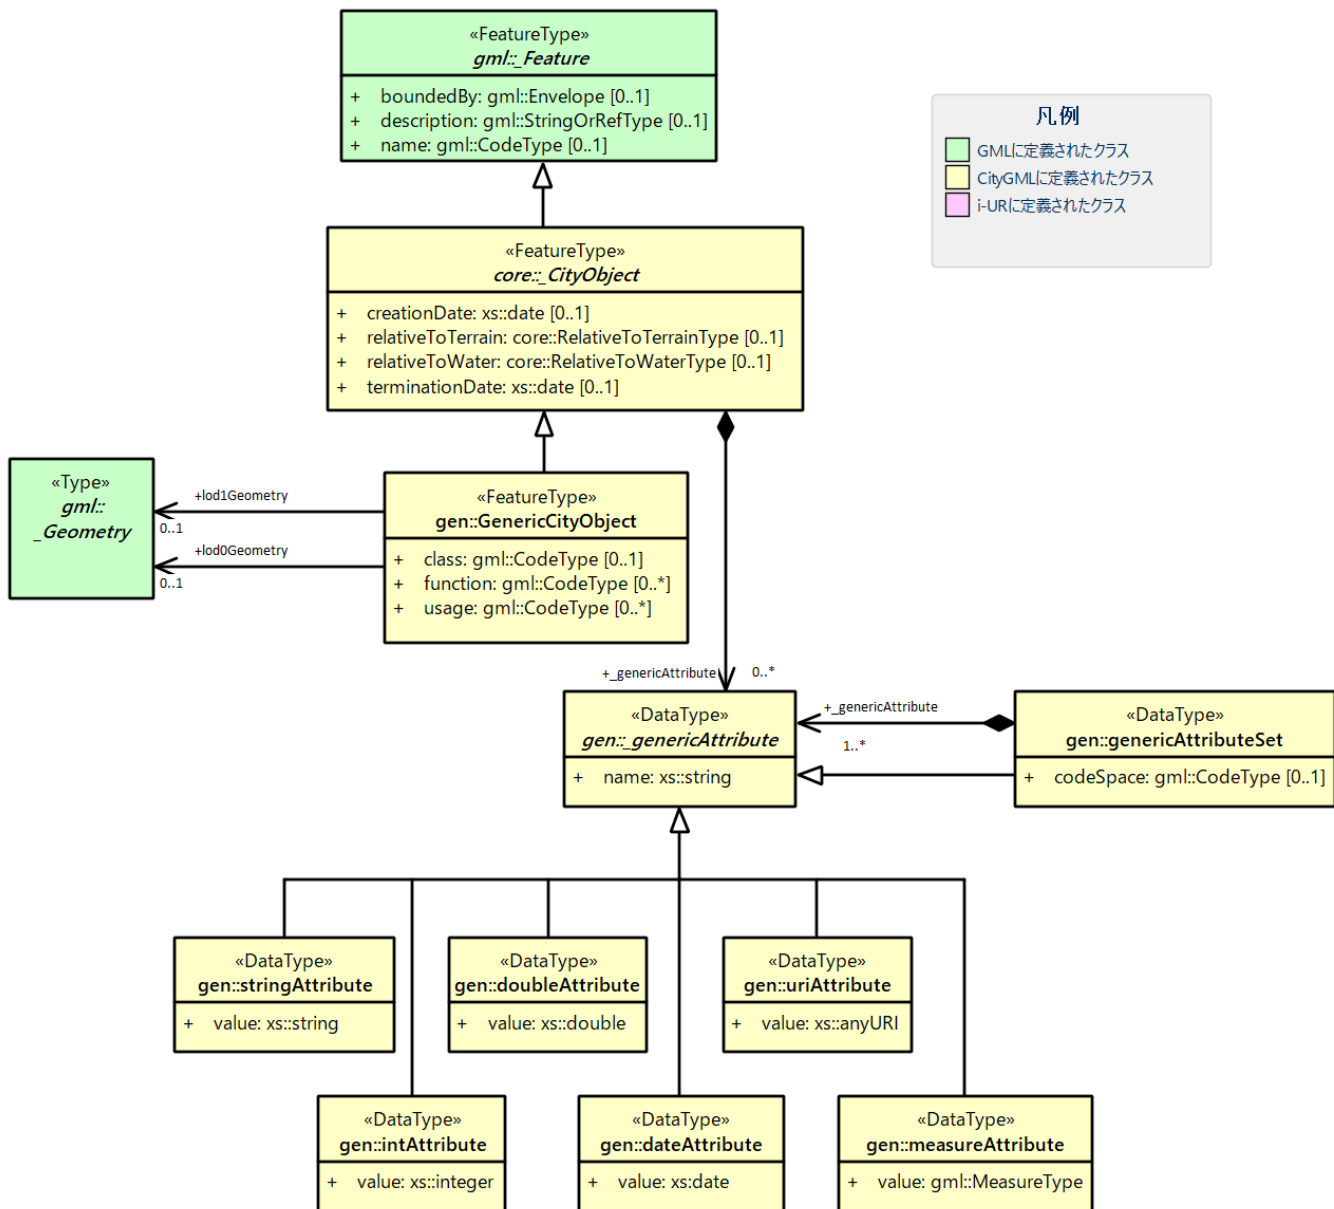 «FeatureType»
gml::_Feature
+ boundedBy: gml::Envelope [0..1]
+ description: gml::StringOrRefType [0..1]
+ name: gml::CodeType [0..1]
凡例
GMLに定義されたクラス
CityGMLに定義されたクラス
i-URに定義されたクラス
«FeatureType»
core::_CityObject
+ creationDate: xs::date [0..1]
+ relativeToTerrain: core::RelativeToTerrainType [0..1]
+ relativeToWater: core::RelativeToWaterType [0..1]
+ terminationDate: xs::date [0..1]
«Type»
gml::
_Geometry
+lod1Geometry
0..1
+lod0Geometry
0..1
«FeatureType»
gen::GenericCityObject
+ class: gml::CodeType [0..1]
+ function: gml::CodeType [0..*]
+ usage: gml::CodeType [0..*]
+_genericAttribute
0..*
«DataType»
gen::_genericAttribute
+ name: xs::string
+_genericAttribute
1..*
«DataType»
gen::genericAttributeSet
+ codeSpace: gml::CodeType [0..1]
«DataType»
gen::stringAttribute
+ value: xs::string
«DataType»
gen::doubleAttribute
+ value: xs::double
«DataType»
gen::uriAttribute
+ value: xs::anyURI
«DataType»
gen::intAttribute
+ value: xs::integer
«DataType»
gen::dateAttribute
+ value: xs:date
«DataType»
gen::measureAttribute
+ value: gml::MeasureType